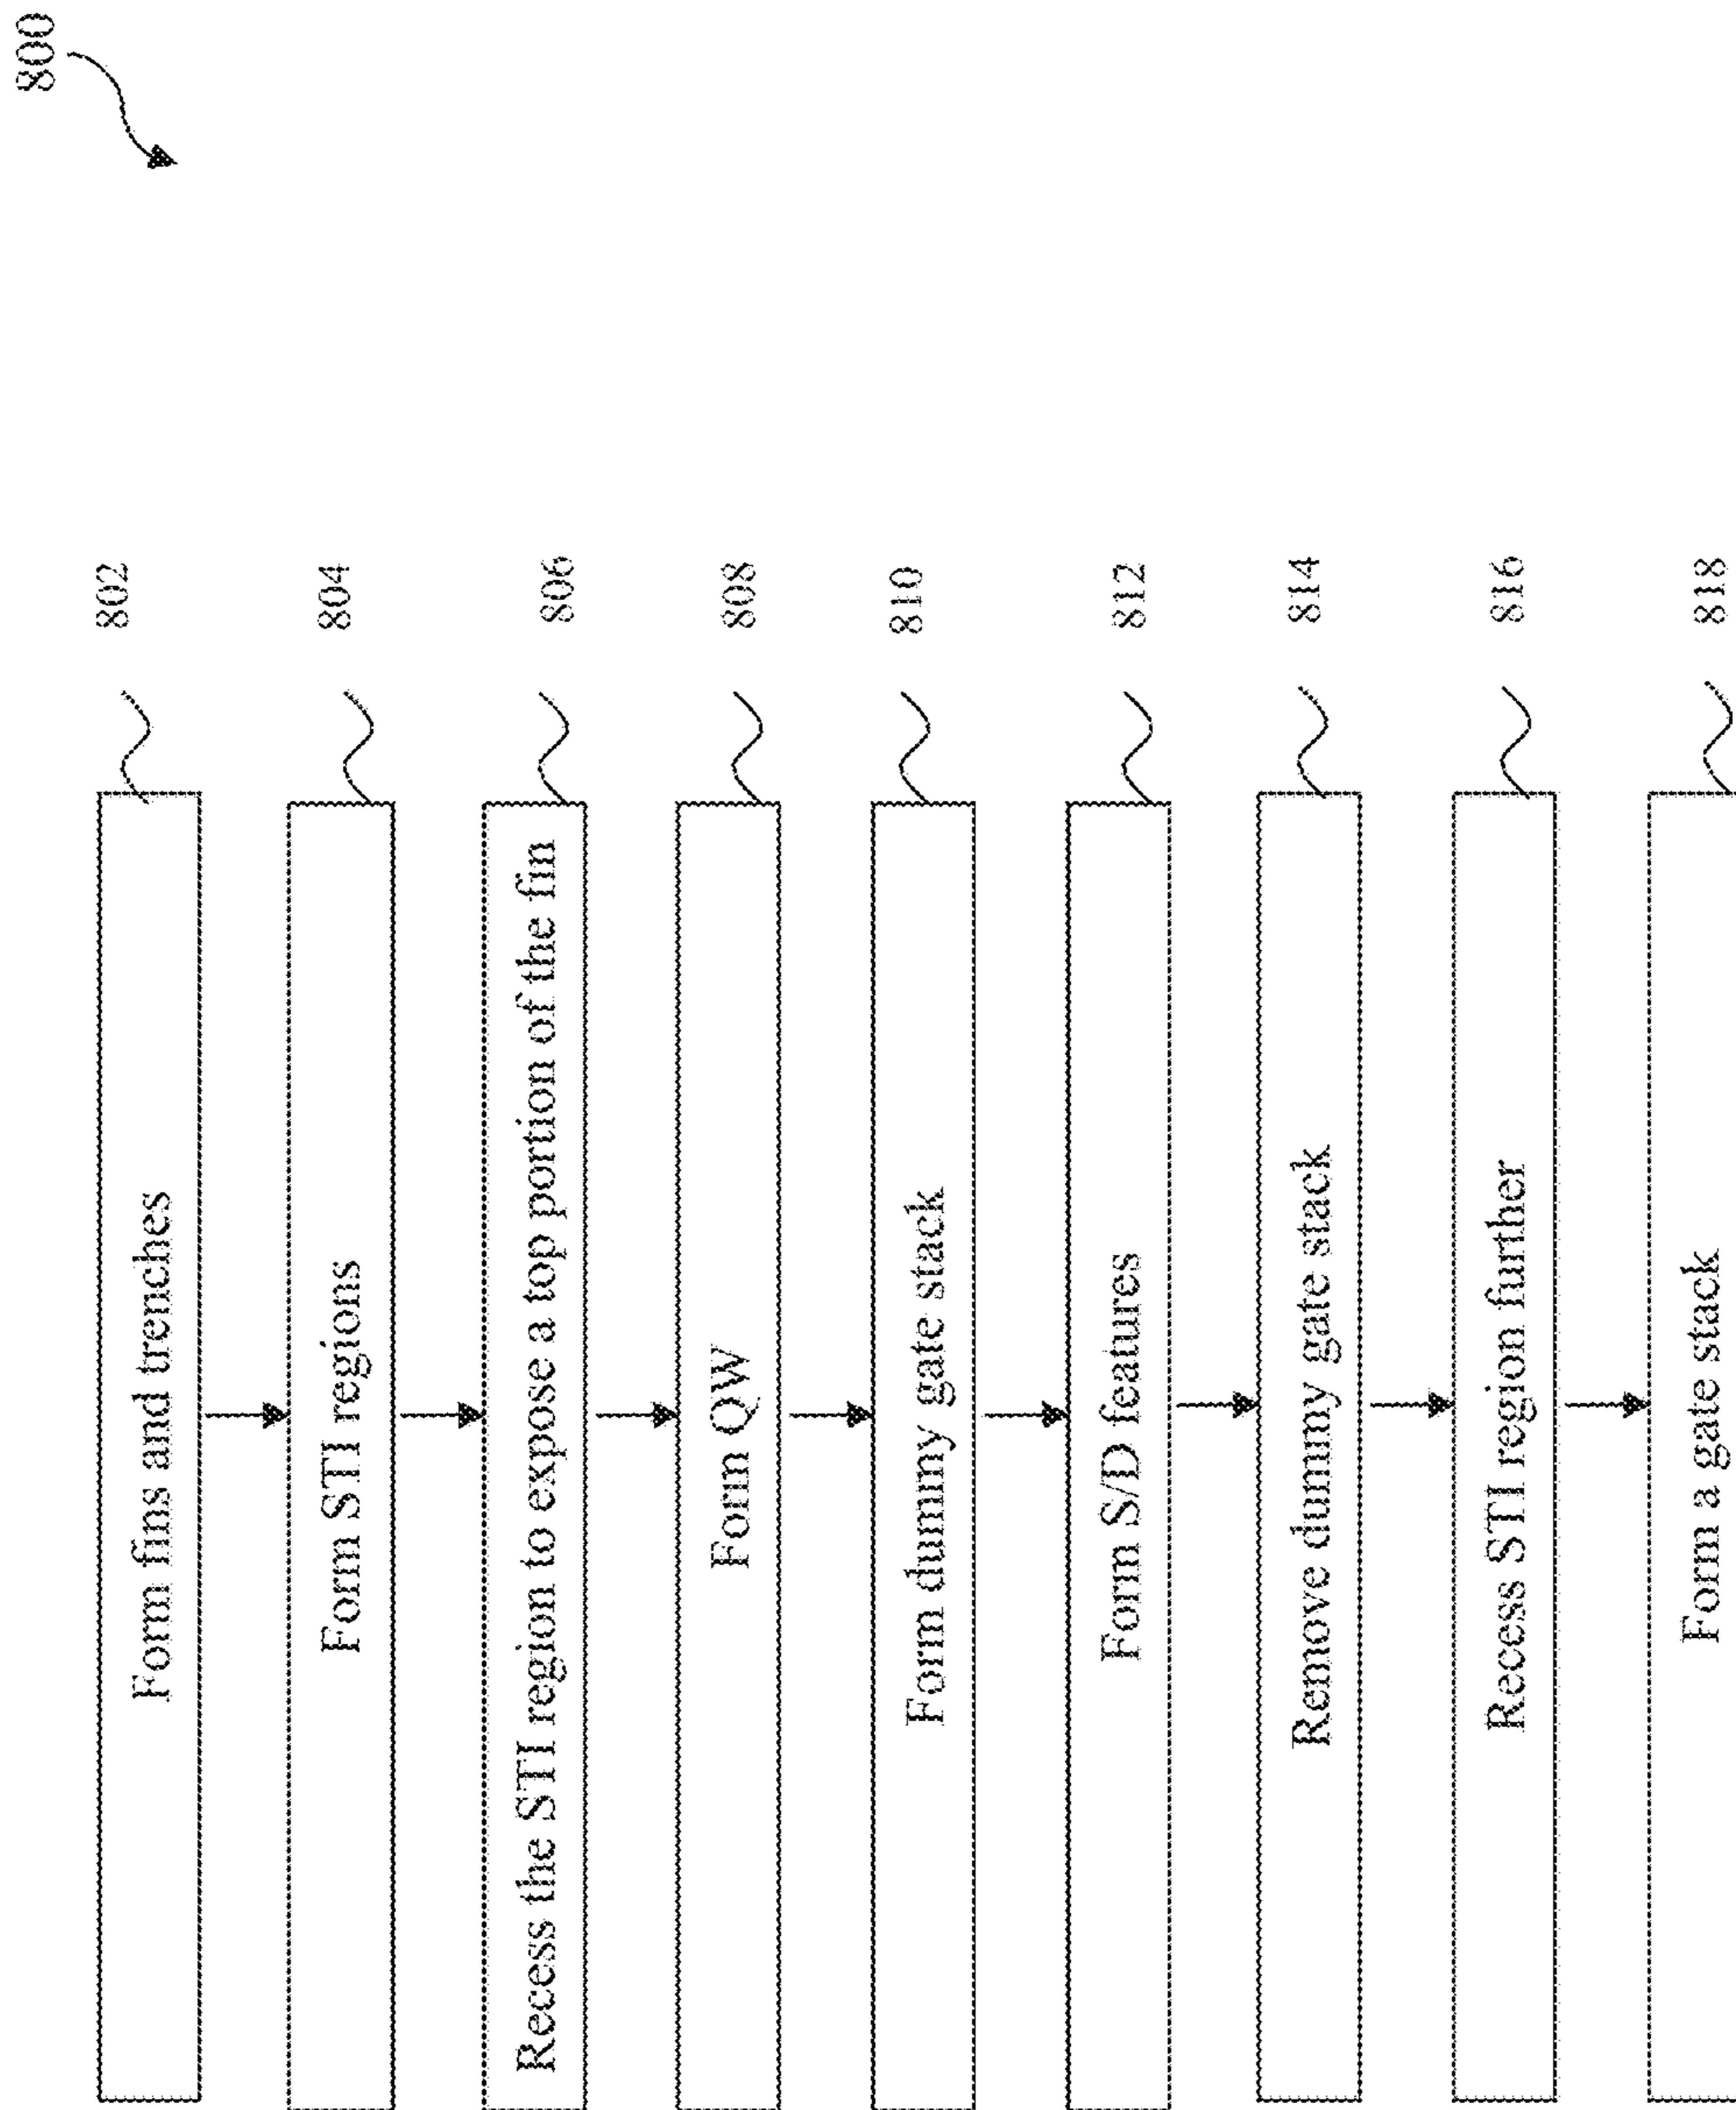 800
Form fins and trenches
802
Form STI regions
804
Recess the STI region to expose a top portion of the fin
806
Form QW
808
Form dummy gate stack
810
Form S/D features
812
Remove dummy gate stack
814
Recess STI region further
816
Form a gate stack
818